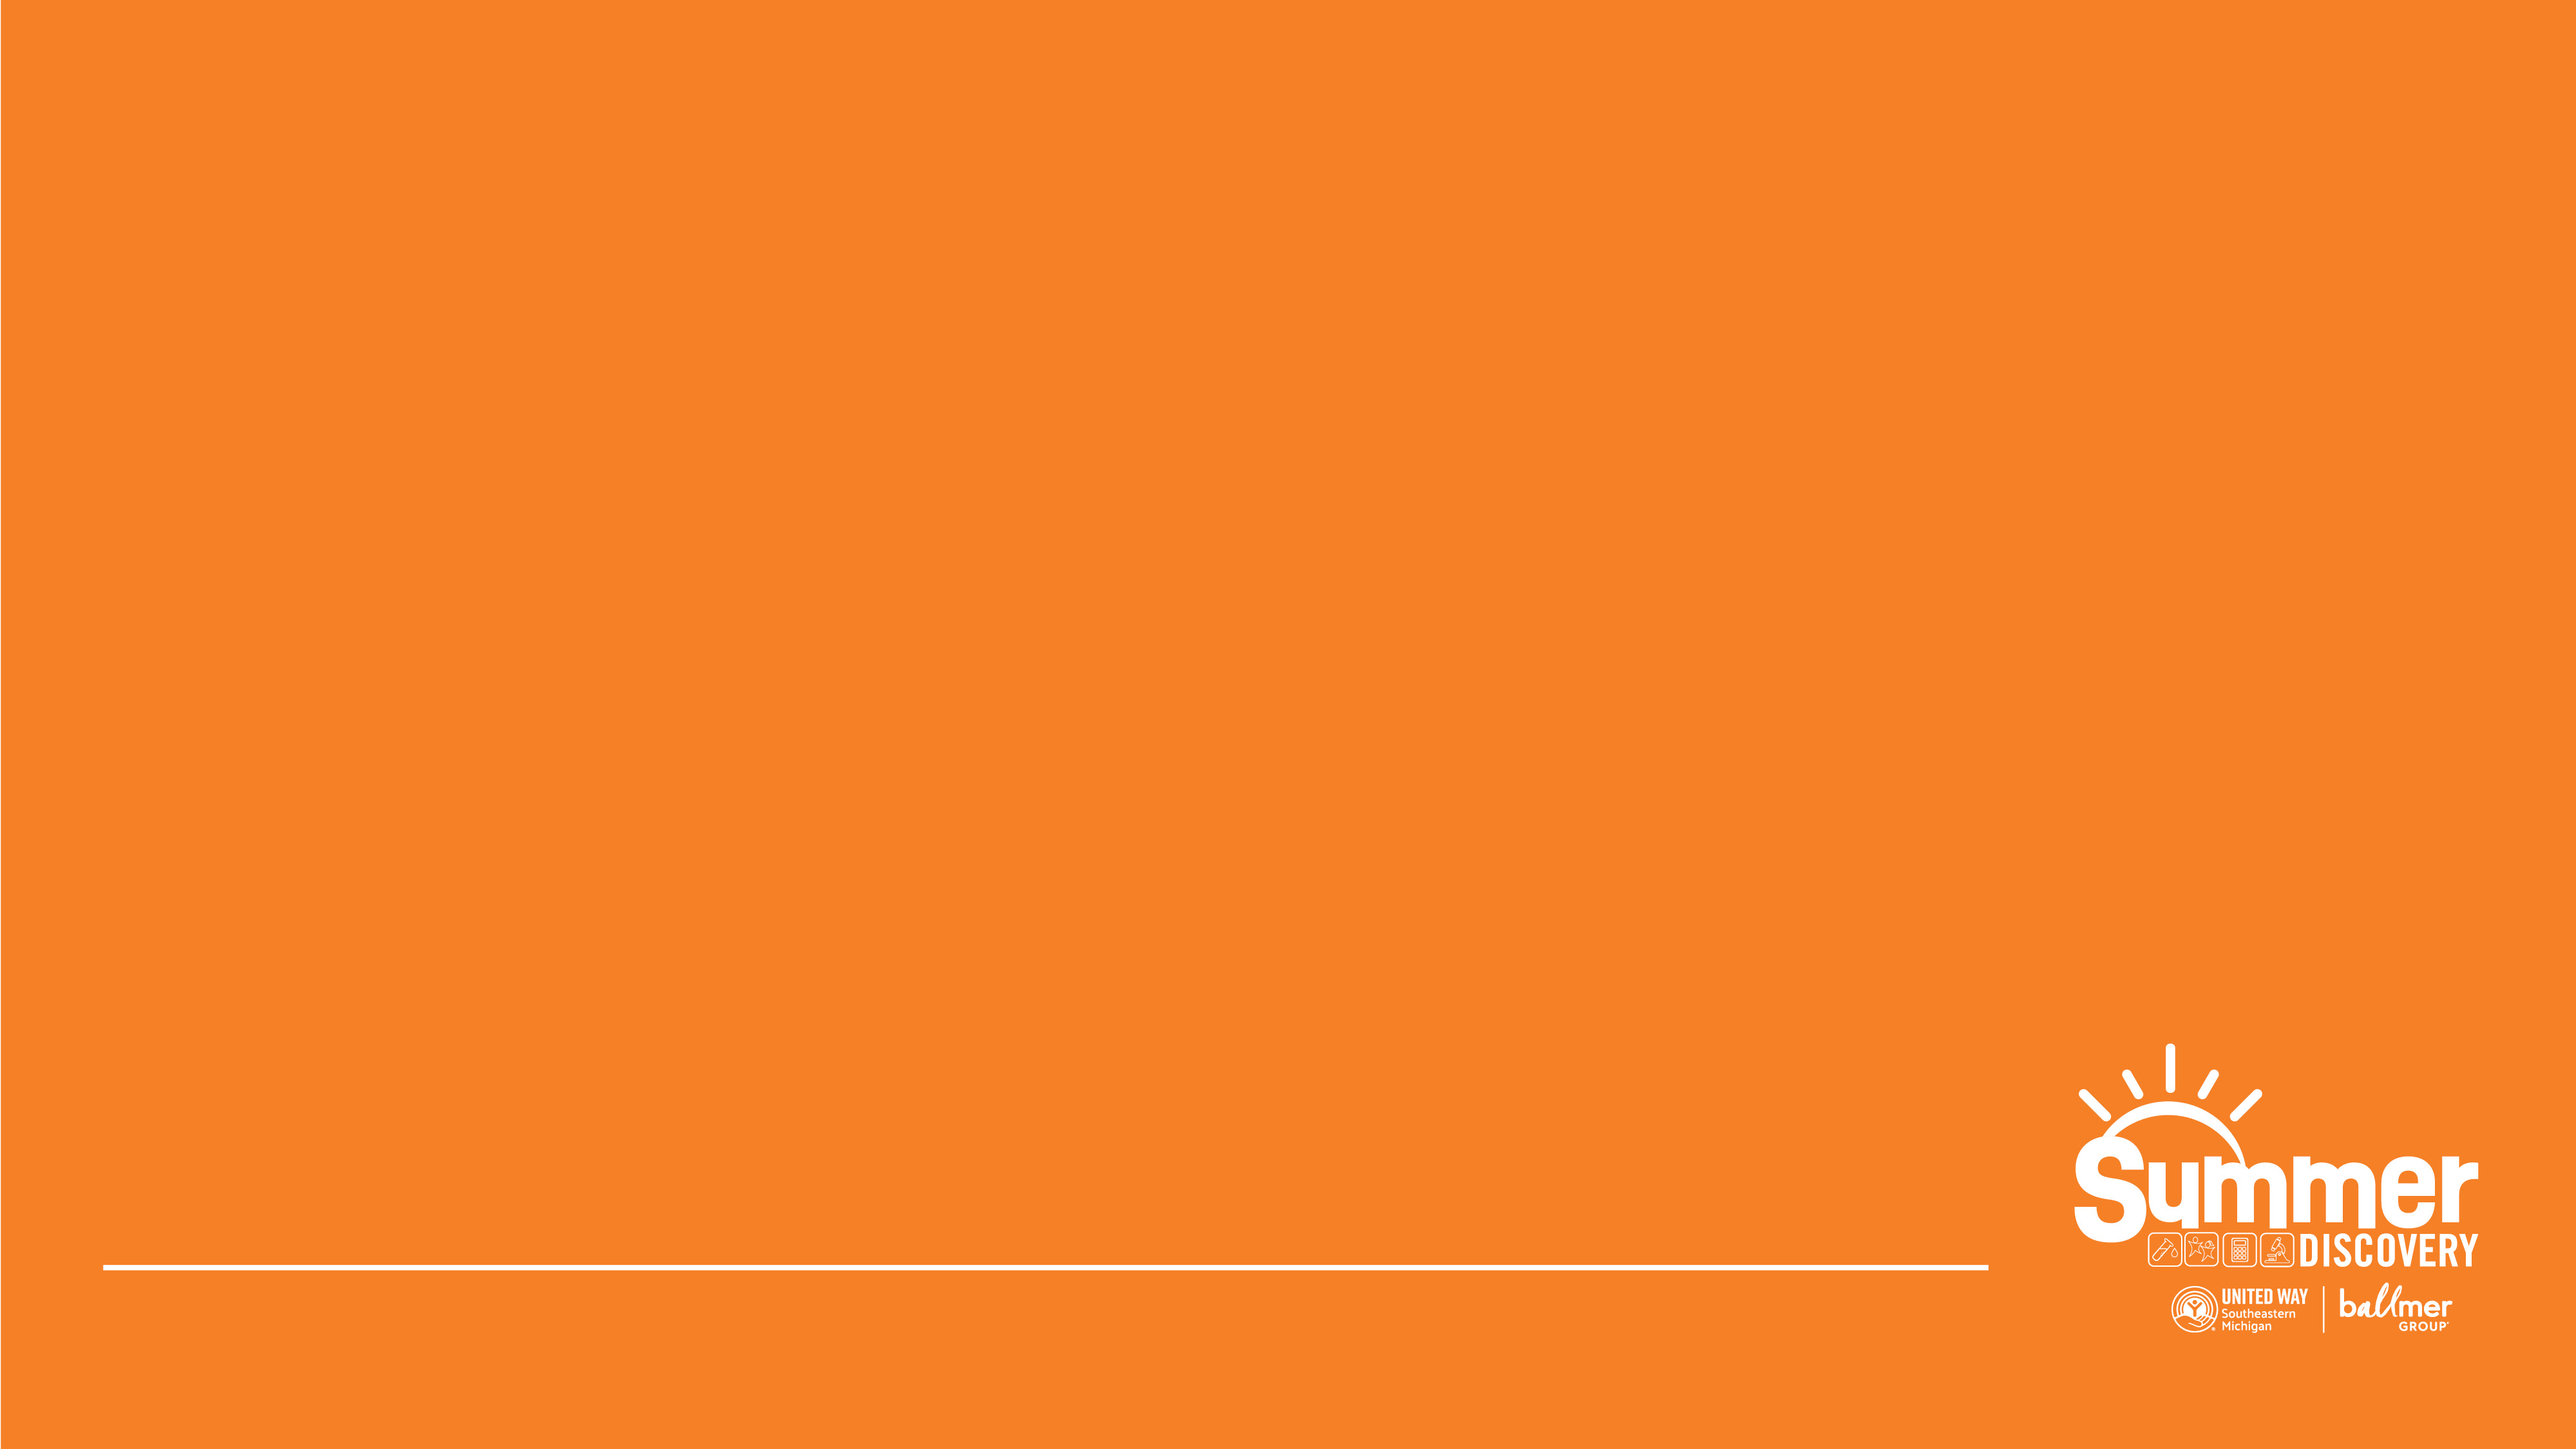 Summer
DISCOVERY
UNITED WAY
Southeastern
Michigan
ballmer
GROUP